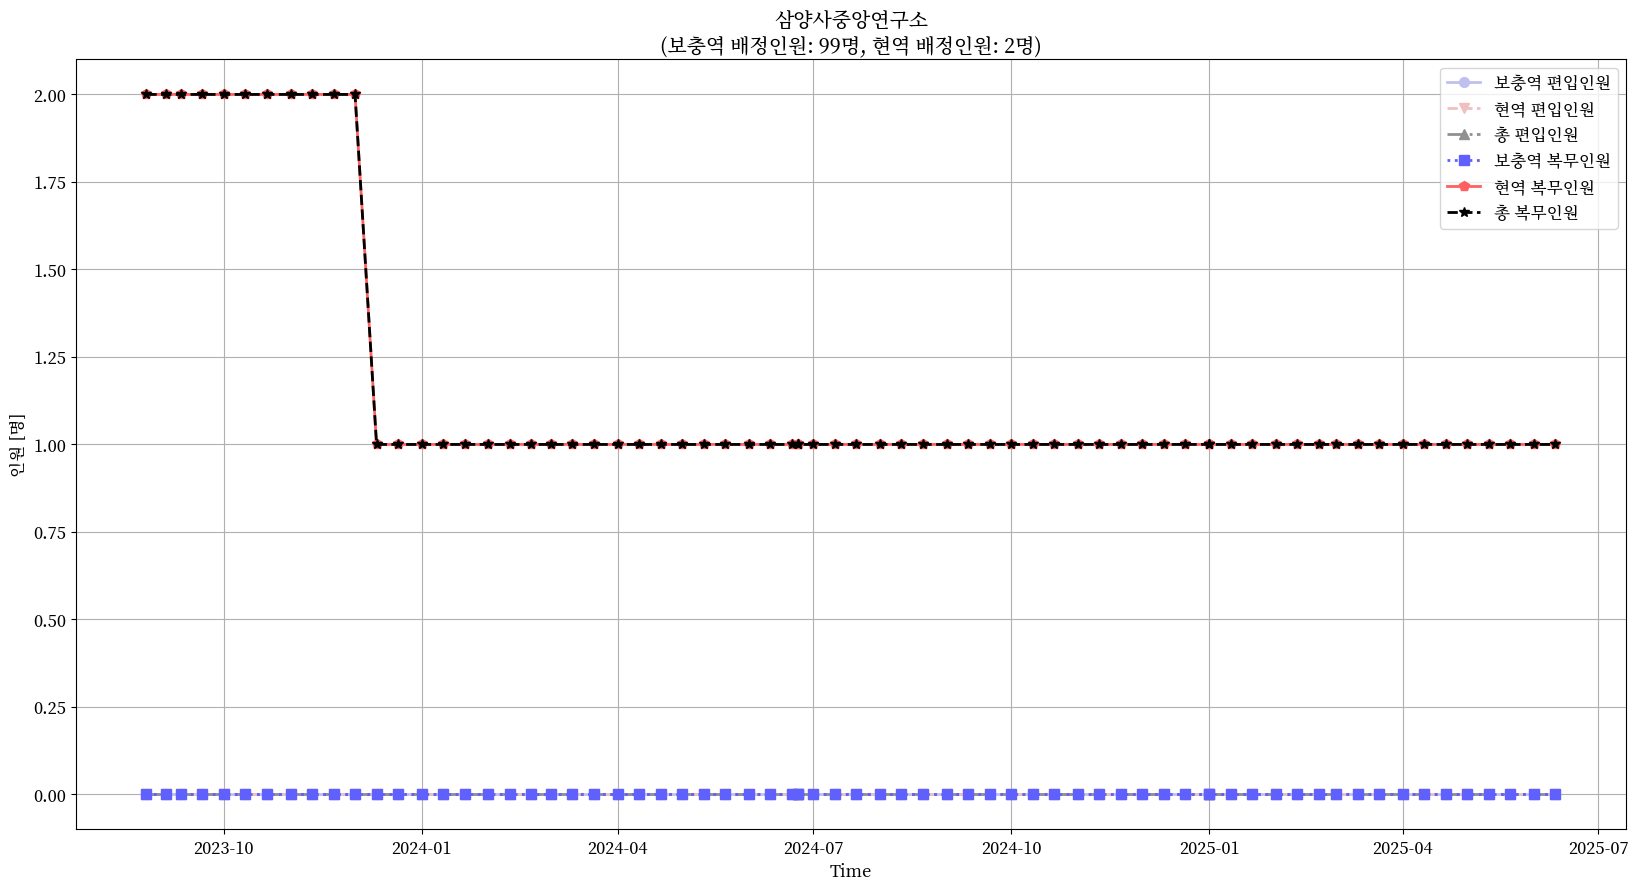 삼양사중앙연구소
(보충역 배정인원: 99명, 현역 배정인원: 2명)
보충역 편입인원
현역 편입인원
총 편입인원
보충역 복무인원
현역 복무인원
총 복무인원
인원 [명]
2.00
1.75
1.50
1.25
1.00
0.75
0.50
0.25
0.00
2023-10
2024-01
2024-04
2024-07
2024-10
2025-01
2025-04
2025-07
Time